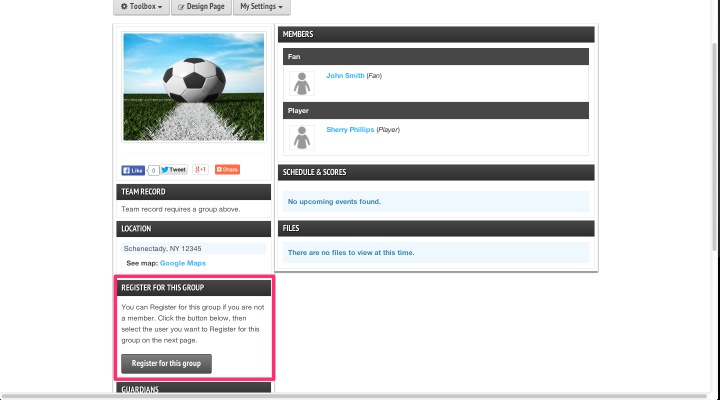 Toolbox
Design Page
My Settings
Like
0
Tweet
g+1
Share
TEAM RECORD
Team record requires a group above.
LOCATION
Schenectady, NY 12345
See map: Google Maps
REGISTER FOR THIS GROUP
You can Register for this group if you are not
a member. Click the button below, then
select the user you want to Register for this
group on the next page.
Register for this group
GUARDIANS
MEMBERS
Fan
John Smith (Fan)
Player
Sherry Phillips (Player)
SCHEDULE & SCORES
No upcoming events found.
FILES
There are no files to view at this time.